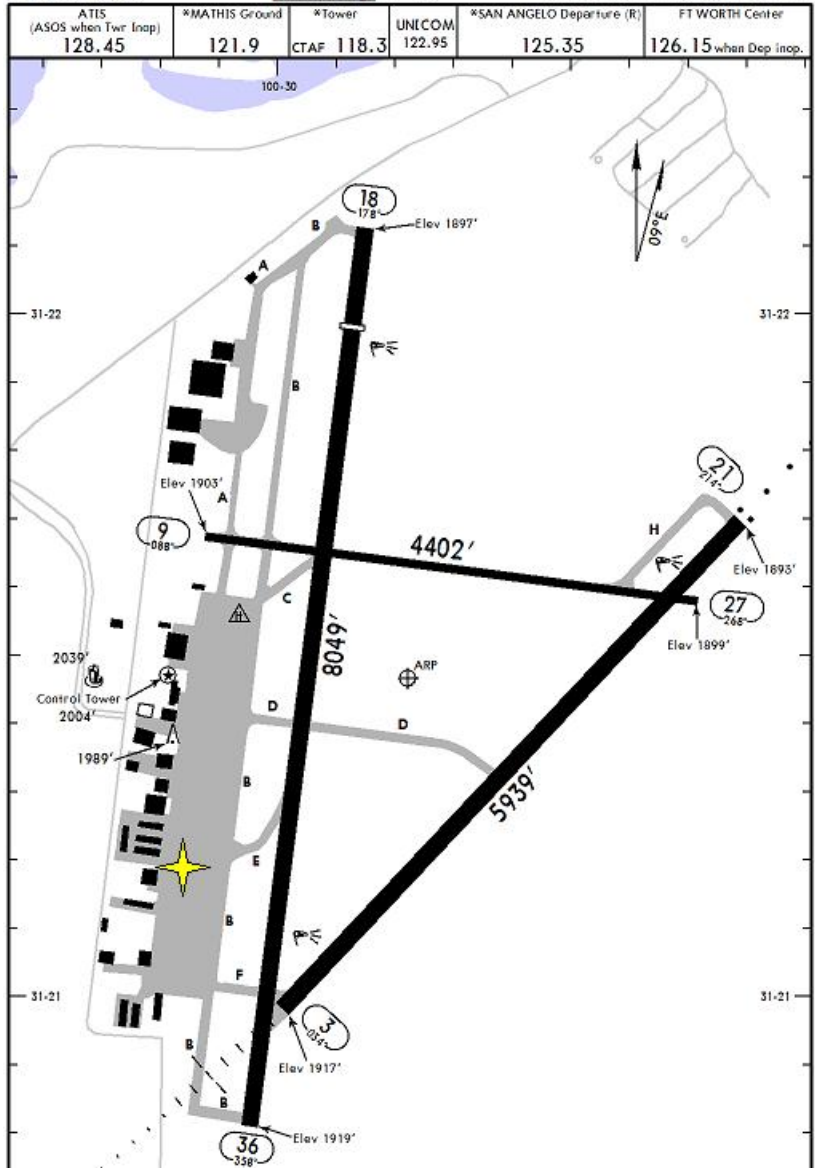 ATIS
(ASOS when Twr Inop)
128.45
*MATHIS Ground
121.9
*Tower
CTAF 118.3
UNICOM
122.95
*SAN ANGELO Departure (R)
125.35
FT WORTH Center
126.15 when Dep inop.
100-30
18
178°
Elev 1897'
B
A
09°E
31-22
31-22
B
21
214°
Elev 1903'
A
9
088°
4402'
H
Elev 1893'
C
27
268°
Elev 1899'
H
8049'
2039'
ARP
Control Tower
2004'
D
D
1989'
B
5939'
E
B
F
31-21
31-21
3
034°
B
Elev 1917'
B
Elev 1919'
36
358°